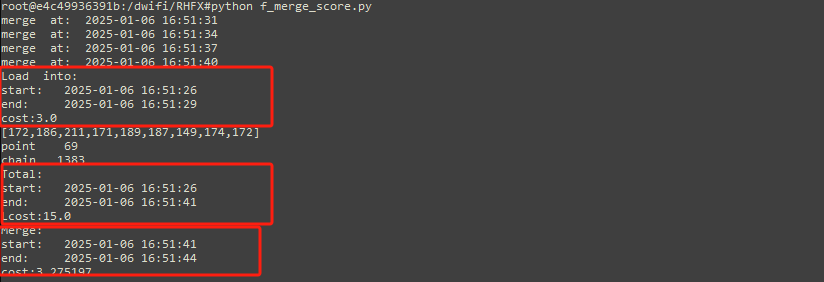 root@e4c49936391b:/dwifi/RHFX#python f_merge_score.py
merge  at:  2025-01-06 16:51:31
merge  at:  2025-01-06 16:51:34
merge  at:  2025-01-06 16:51:37
merge  at:  2025-01-06 16:51:40
Load  into:
start:   2025-01-06 16:51:26
end:     2025-01-06 16:51:29
cost:3.0
[172,186,211,171,189,187,149,174,172]
point    69
chain   1383
Total:
start:   2025-01-06 16:51:26
end:     2025-01-06 16:51:41
cost:15.0
Merge:
start:   2025-01-06 16:51:41
end:     2025-01-06 16:51:44
cost:3.275197